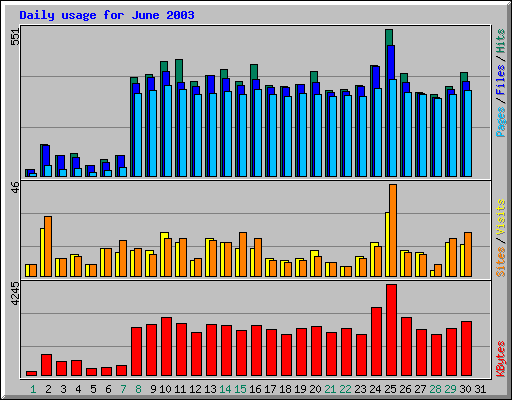 Daily usage for June 2003
551
Pages / Files / Hits
46
Sites / Visits
4245
KBytes
1 2 3 4 5 6 7 8 9 10 11 12 13 14 15 16 17 18 19 20 21 22 23 24 25 26 27 28 29 30 31